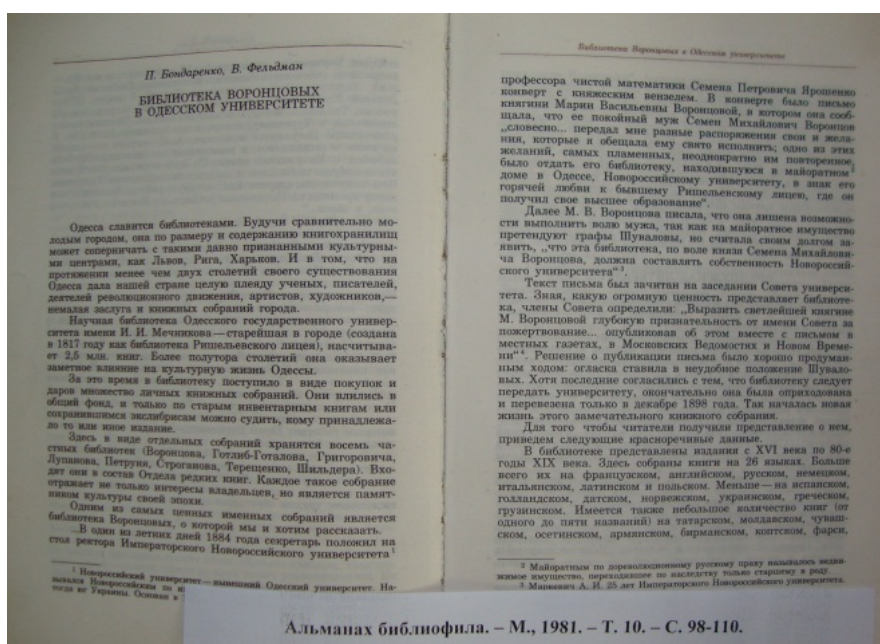 П. Бондаренко, В. Фельдман
БИБЛИОТЕКА ВОРОНЦОВЫХ
В ОДЕССКОМ УНИВЕРСИТЕТЕ
Одесса славится библиотеками. Будучи сравнительно мо-
лодым городом, она по размеру и содержанию книгохранилищ
может соперничать с такими давно признанными культурны-
ми центрами, как Львов, Рига, Харьков. И в том, что на
протяжении менее чем двух столетий своего существования
Одесса дала нашей стране целую плеяду ученых, писателей,
деятелей революционного движения, артистов, художников,—
немалая заслуга и книжных собраний города.
Научная библиотека Одесского государственного универ-
ситета имени И. И. Мечникова—старейшая в городе (создана
в 1817 году как библиотека Ришельевского лицея), насчитыва-
ет 2,5 млн. книг. Более полутора столетий она оказывает
заметное влияние на культурную жизнь Одессы.
За это время в библиотеку поступило в виде покупок и
даров множество личных книжных собраний. Они влились в
общий фонд, и только по старым инвентарным книгам или
сохранившимся экслибрисам можно судить, кому принадлежа-
ло то или иное издание.
Здесь в виде отдельных собраний хранятся восемь ча-
стных библиотек (Воронцова, Готлиб-Готалова, Григоровича,
Лупанова, Петруня, Строганова, Терещенко, Шильдера). Вхо-
дят они в состав Отдела редких книг. Каждое такое собрание
отражает не только интересы владельцев, но является памят-
ником культуры своей эпохи.
Одним из самых ценных именных собраний является
библиотека Воронцовых, о которой мы и хотим рассказать.
...В один из летних дней 1884 года секретарь положил на
стол ректора Императорского Новороссийского университета¹
¹ Новороссийский университет—нынешний Одесский университет. На-
зывался Новороссийским по
тогда юг Украины. Основан в
Библиотека Воронцовых в Одесском университете
профессора чистой математики Семена Петровича Ярошенко
конверт с княжеским вензелем. В конверте было письмо
княгини Марии Васильевны Воронцовой, в котором она сооб-
щала, что ее покойный муж Семен Михайлович Воронцов
„словесно... передал мне разные распоряжения свои и жела-
ния, которые я обещала ему свято исполнить; одно из этих
желаний, самых пламенных, неоднократно им повторенное,
было отдать его библиотеку, находившуюся в майоратном²
доме в Одессе, Новороссийскому университету, в знак его
горячей любви к бывшему Ришельевскому лицею, где он
получил свое высшее образование“.
Далее М. В. Воронцова писала, что она лишена возможно-
сти выполнить волю мужа, так как на майоратное имущество
претендуют графы Шуваловы, но считала своим долгом за-
явить, „что эта библиотека, по воле князя Семена Михайлови-
ча Воронцова, должна составлять собственность Новороссий-
ского университета“³.
Текст письма был зачитан на заседании Совета универси-
тета. Зная, какую огромную ценность представляет библиоте-
ка, члены Совета определили: „Выразить светлейшей княгине
М. Воронцовой глубокую признательность от имени Совета за
пожертвование... опубликовав об этом вместе с письмом в
местных газетах, в Московских Ведомостях и Новом Време-
ни“⁴. Решение о публикации письма было хорошо продуман-
ным ходом: огласка ставила в неудобное положение Шувало-
вых. Хотя последние согласились с тем, что библиотеку следует
передать университету, окончательно она была оприходована
и перевезена только в декабре 1898 года. Так началась новая
жизнь этого замечательного книжного собрания.
Для того чтобы читатели получили представление о нем,
приведем следующие красноречивые данные.
В библиотеке представлены издания с XVI века по 80-е
годы XIX века. Здесь собраны книги на 26 языках. Больше
всего их на французском, английском, русском, немецком,
итальянском, латинском и польском. Меньше—на испанском,
голландском, датском, норвежском, украинском, греческом,
грузинском. Имеется также небольшое количество книг (от
одного до пяти названий) на татарском, молдавском, чуваш-
ском, осетинском, армянском, бирманском, коптском, фарси,
² Майоратным по дореволюционному русскому праву называлось недви-
жимое имущество, переходившее по наследству только старшему в роду.
³ Маркевич А. И. 25 лет Императорского Новороссийского университета.
Альманах библиофила. – М., 1981. – Т. 10. – С. 98-110.